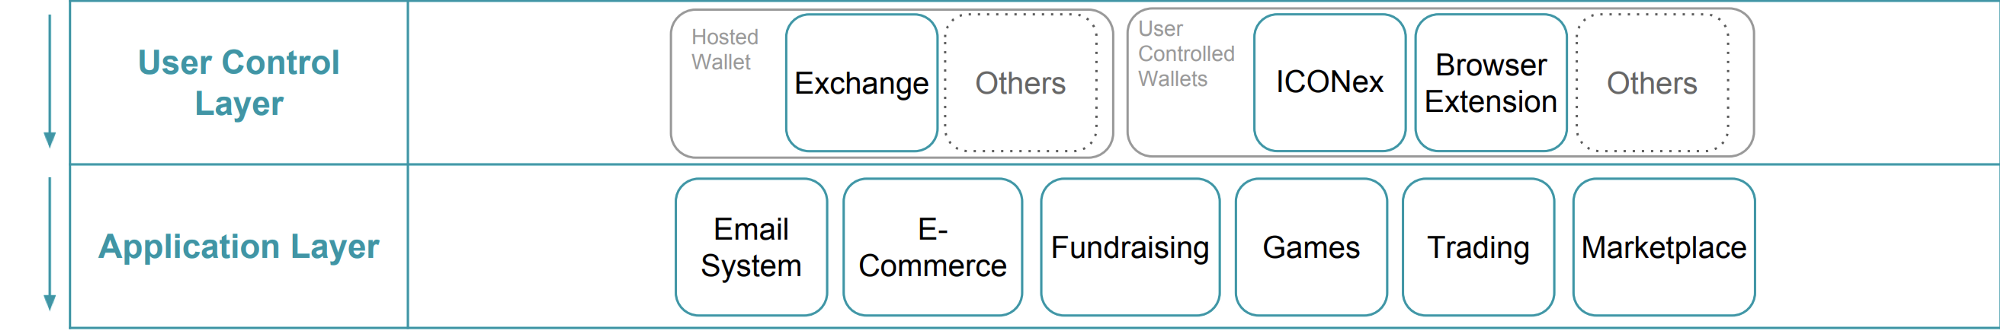 User Control
Layer
Hosted
Wallet
Exchange
Others
User
Controlled
Wallets
ICONex
Browser
Extension
Others
Application Layer
Email
System
E-
Commerce
Fundraising
Games
Trading
Marketplace